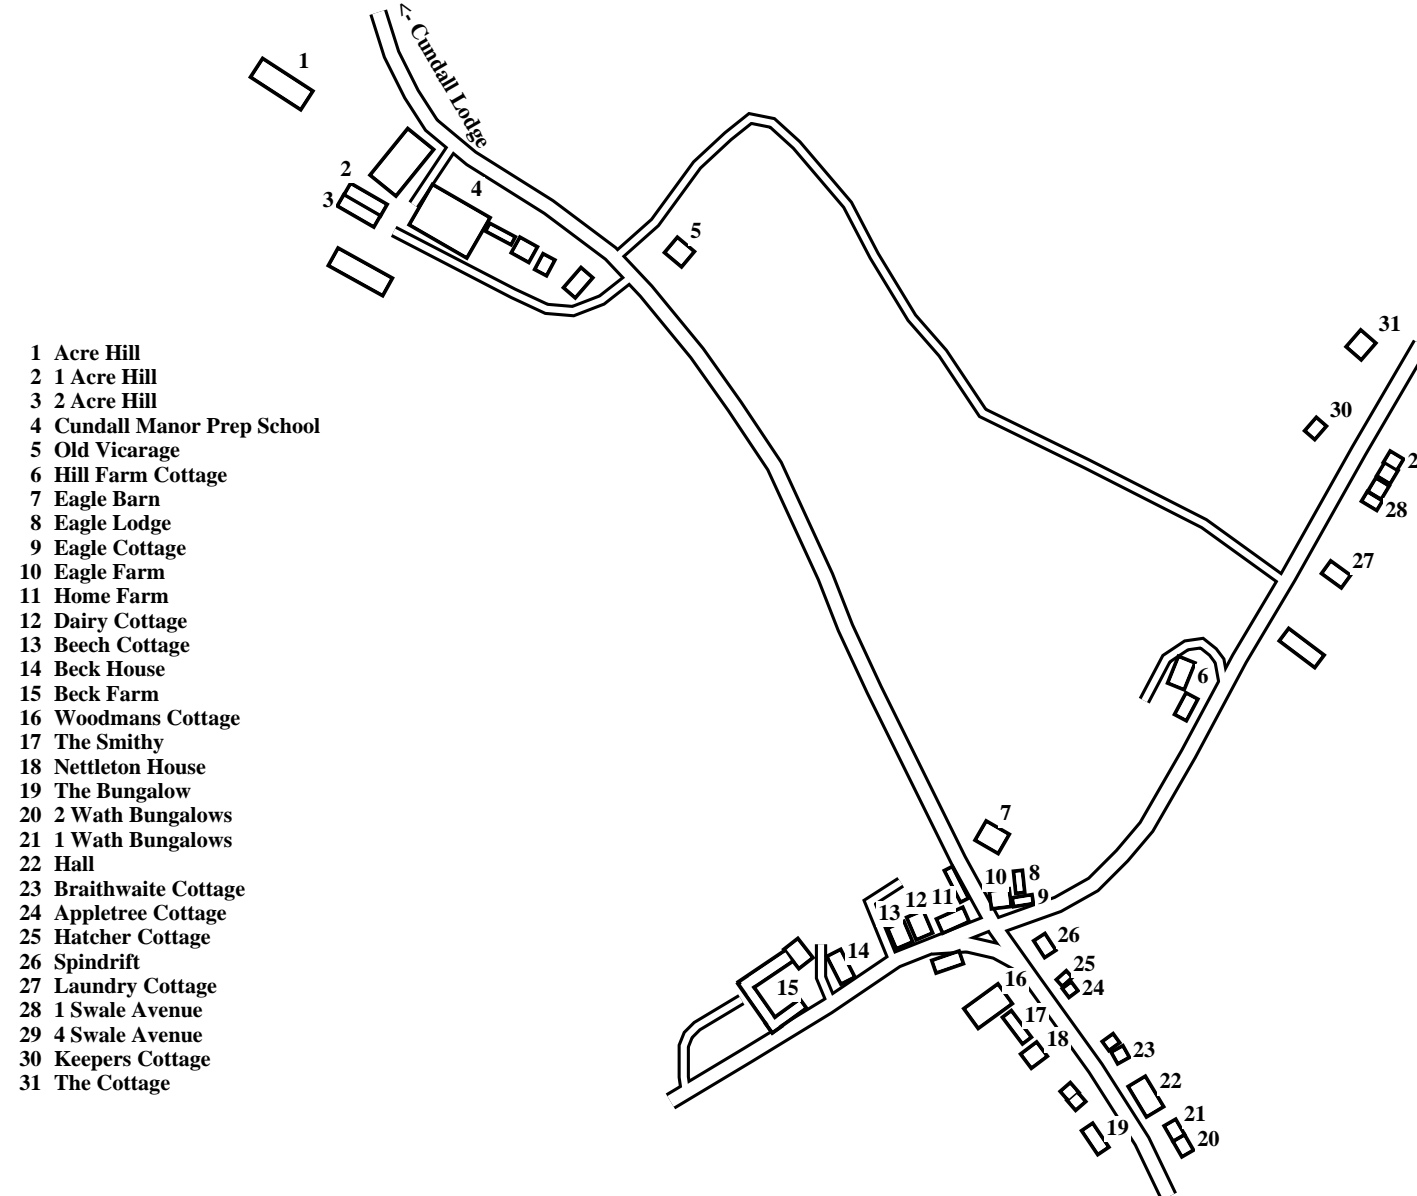 <- Cundall Lodge
1
2
3
4
5
31
30
2
28
27
6
7
8
9
10
11
12
13
14
15
26
25
24
16
17
18
23
22
21
20
19
1 Acre Hill
2 1 Acre Hill
3 2 Acre Hill
4 Cundall Manor Prep School
5 Old Vicarage
6 Hill Farm Cottage
7 Eagle Barn
8 Eagle Lodge
9 Eagle Cottage
10 Eagle Farm
11 Home Farm
12 Dairy Cottage
13 Beech Cottage
14 Beck House
15 Beck Farm
16 Woodmans Cottage
17 The Smithy
18 Nettleton House
19 The Bungalow
20 2 Wath Bungalows
21 1 Wath Bungalows
22 Hall
23 Braithwaite Cottage
24 Appletree Cottage
25 Hatcher Cottage
26 Spindrift
27 Laundry Cottage
28 1 Swale Avenue
29 4 Swale Avenue
30 Keepers Cottage
31 The Cottage